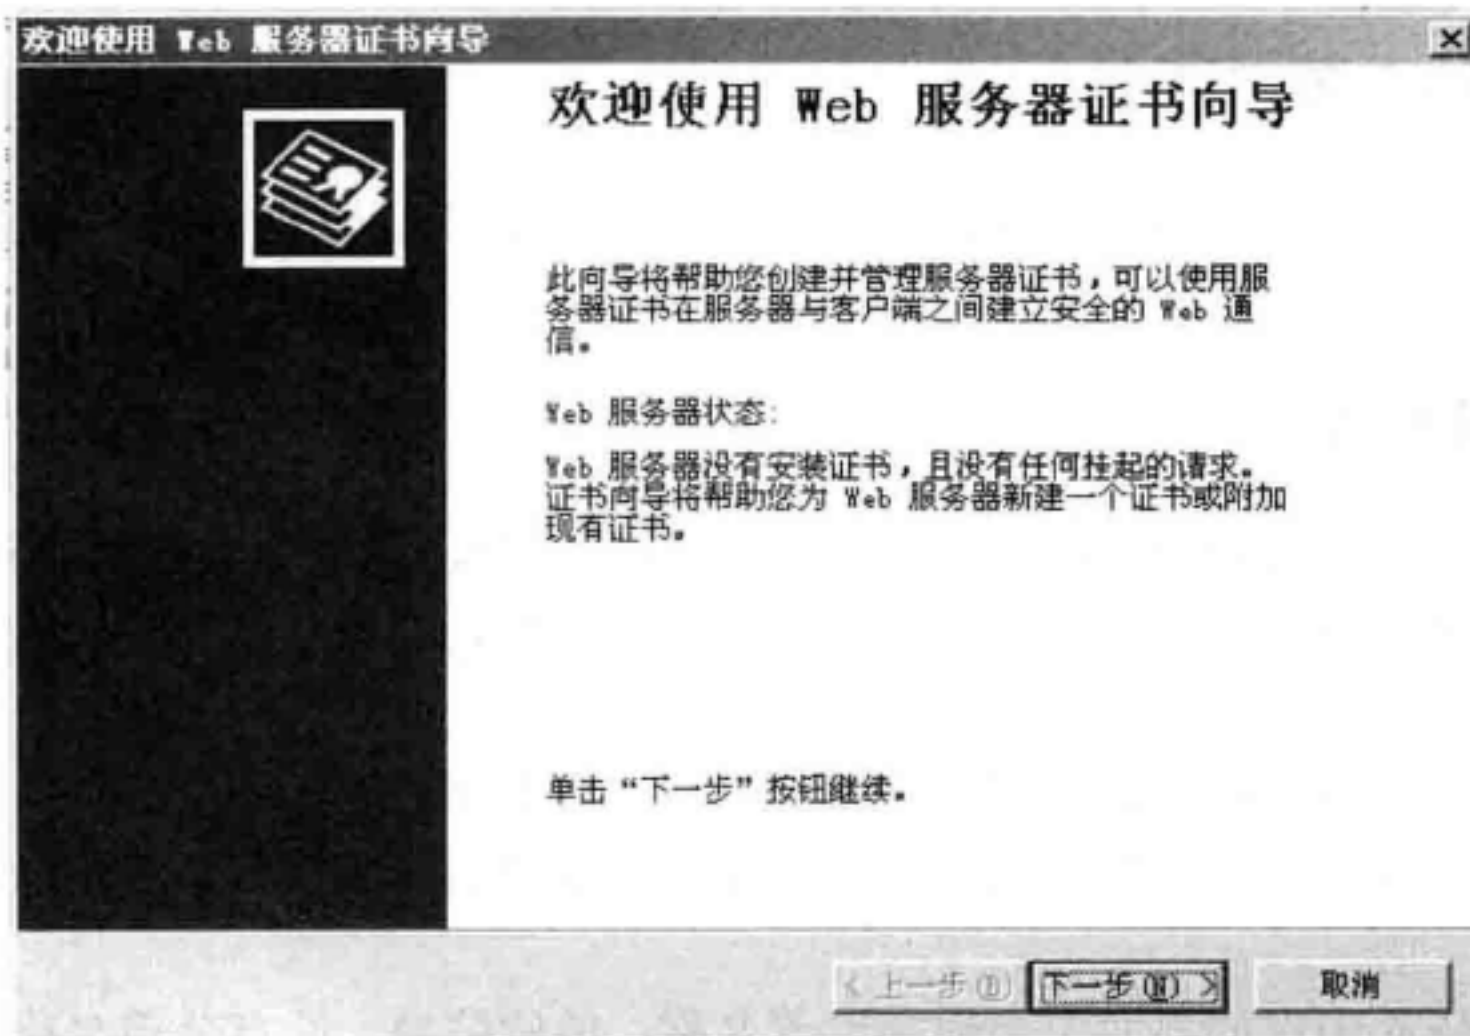 欢迎使用 Web 服务器证书向导
欢迎使用 Web 服务器证书向导
此向导将帮助您创建并管理服务器证书，可以使用服
务器证书在服务器与客户端之间建立安全的 Web 通
信。
Web 服务器状态:
Web 服务器没有安装证书，且没有任何挂起的请求。
证书向导将帮助您为 Web 服务器新建一个证书或附加
现有证书。
单击“下一步”按钮继续。
< 上一步(B) 下一步(N) > 取消